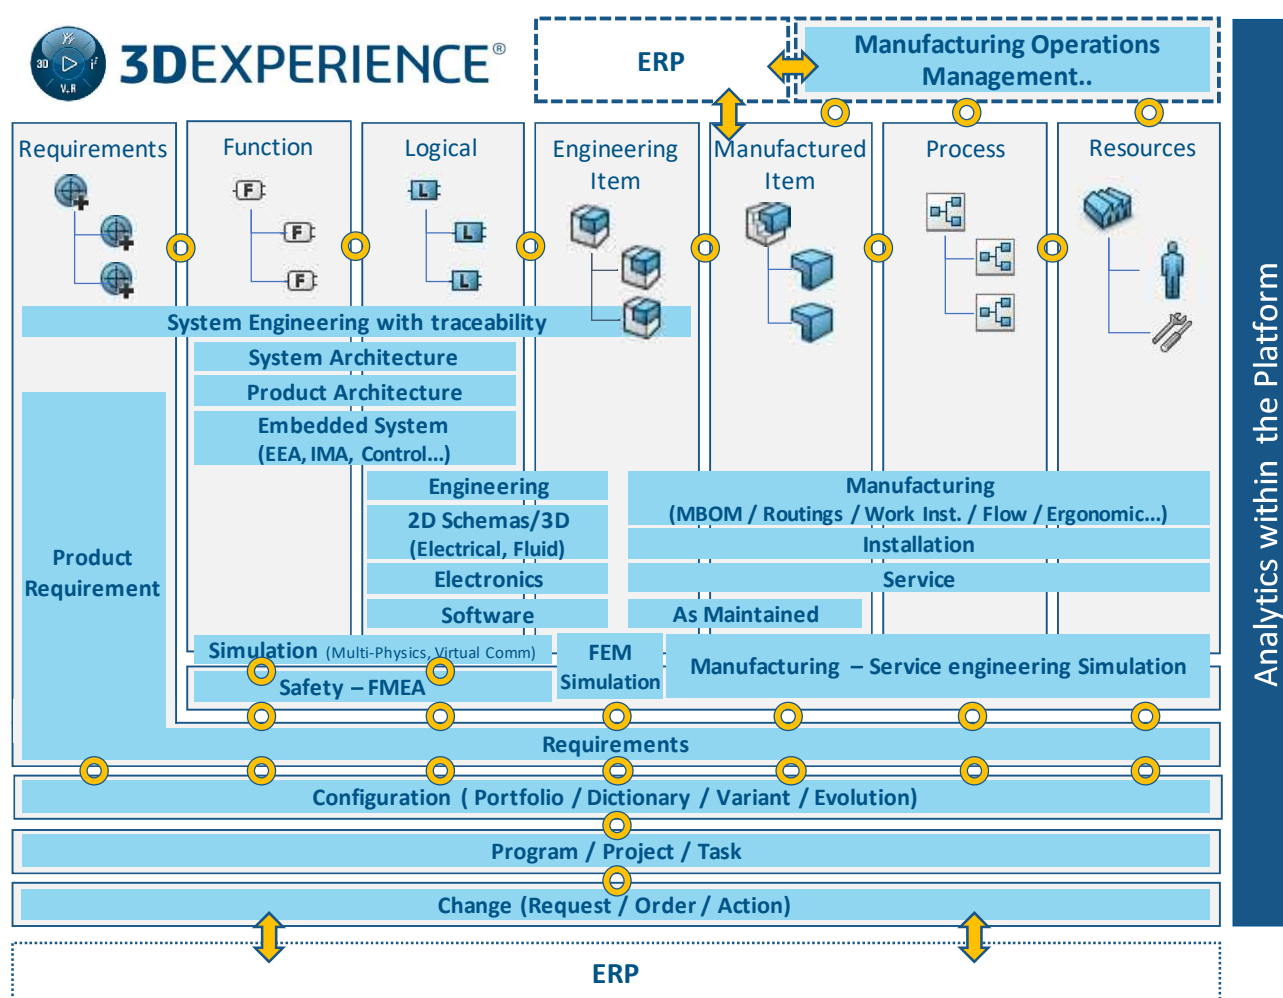 3DEXPERIENCE®
3D
i²
V+R
ERP
Manufacturing Operations
Management..
Requirements
Function
Logical
Engineering
Item
Manufactured
Item
Process
Resources
F
F
F
L
L
L
System Engineering with traceability
System Architecture
Product Architecture
Embedded System
(EEA, IMA, Control...)
Engineering
2D Schemas/3D
(Electrical, Fluid)
Electronics
Software
Manufacturing
(MBOM / Routings / Work Inst. / Flow / Ergonomic...)
Installation
Service
As Maintained
Product
Requirement
Simulation (Multi-Physics, Virtual Comm)
Safety – FMEA
FEM
Simulation
Manufacturing – Service engineering Simulation
Requirements
Configuration ( Portfolio / Dictionary / Variant / Evolution)
Program / Project / Task
Change (Request / Order / Action)
ERP
Analytics within the Platform